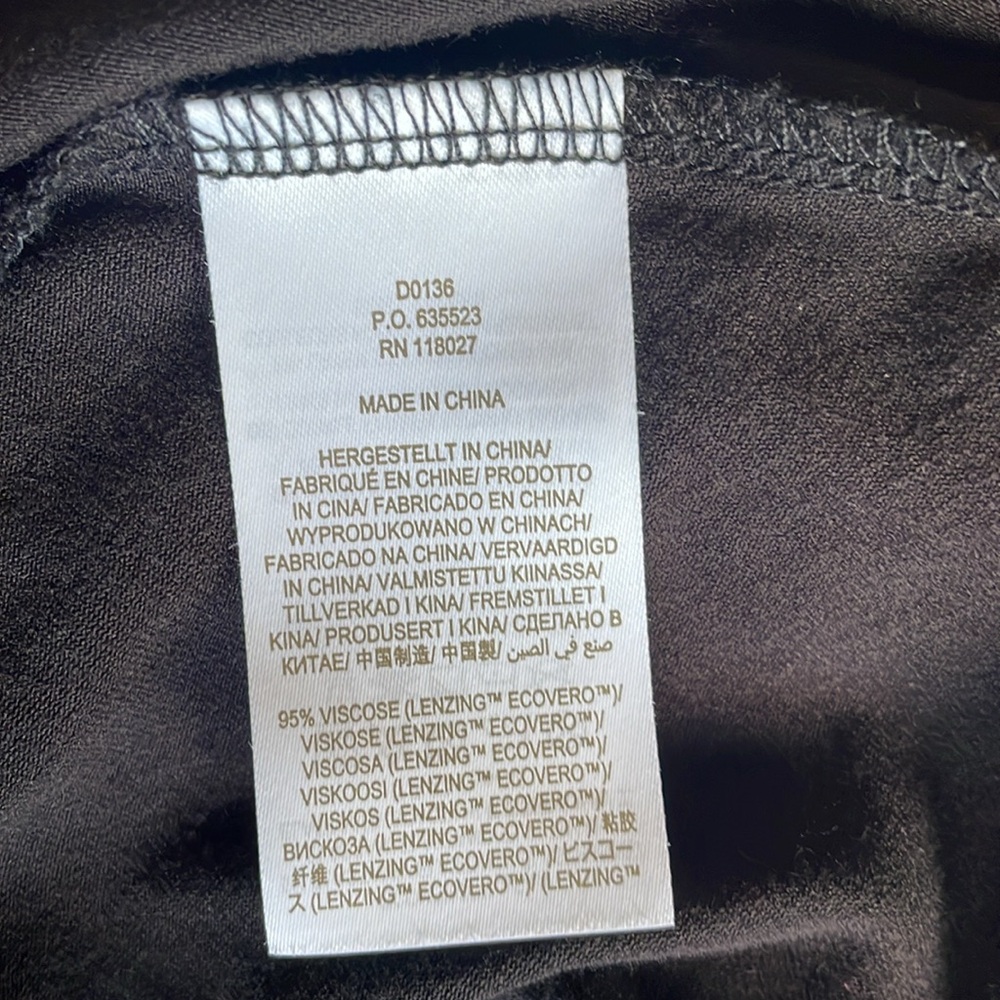 D0136
P.O. 635523
RN 118027
MADE IN CHINA
HERGESTELLT IN CHINA/
FABRIQUÉ EN CHINE/ PRODOTTO
IN CINA/ FABRICADO EN CHINA/
WYPRODUKOWANO W CHINACH/
FABRICADO NA CHINA/ VERVAARDIGD
IN CHINA/ VALMISTETTU KIINASSA/
TILLVERKAD I KINA/ FREMSTILLET I
KINA/ PRODUSERT I KINA/ СДЕЛАНО В
КИТАЕ/ 中国制造/ 中国製/ صنع في الصين
95% VISCOSE (LENZING™ ECOVERO™)/
VISKOSE (LENZING™ ECOVERO™)/
VISCOSA (LENZING™ ECOVERO™)/
VISKOOSI (LENZING™ ECOVERO™)/
VISKOS (LENZING™ ECOVERO™)/
ВИСКОЗА (LENZING™ ECOVERO™)/ 粘胶
纤维 (LENZING™ ECOVERO™)/ ビスコー
ス (LENZING™ ECOVERO™)/ (LENZING™